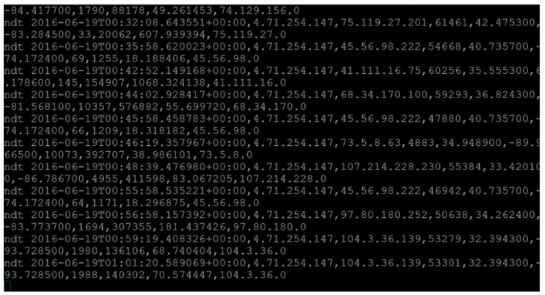 -84.417700,1790,88178,49.261453,74.129.156.0
ndt 2016-06-19T00:32:08.643551+00:00,4.71.254.147,75.119.27.201,61461,42.475300,
-83.284500,33,20062,607.939394,75.119.27.0
ndt 2016-06-19T00:35:58.620023+00:00,4.71.254.147,45.56.98.222,54668,40.735700,-
74.172400,69,1255,18.188406,45.56.98.0
ndt 2016-06-19T00:42:52.149168+00:00,4.71.254.147,41.111.16.75,60256,35.555300,6
.178600,145,154907,1068.324138,41.111.16.0
ndt 2016-06-19T00:44:02.928417+00:00,4.71.254.147,68.34.170.100,59293,36.824300,
-81.568100,10357,576882,55.699720,68.34.170.0
ndt 2016-06-19T00:45:58.458783+00:00,4.71.254.147,45.56.98.222,47880,40.735700,-
74.172400,66,1209,18.318182,45.56.98.0
ndt 2016-06-19T00:46:19.357967+00:00,4.71.254.147,73.5.8.63,4883,34.948900,-89.9
66500,10073,392707,38.986101,73.5.8.0
ndt 2016-06-19T00:48:39.476980+00:00,4.71.254.147,107.214.228.230,55384,33.42010
0,-86.786700,4955,411598,83.067205,107.214.228.0
ndt 2016-06-19T00:55:58.535221+00:00,4.71.254.147,45.56.98.222,46942,40.735700,-
74.172400,64,1171,18.296875,45.56.98.0
ndt 2016-06-19T00:56:58.157392+00:00,4.71.254.147,97.80.180.252,50638,34.262400,
-83.773700,1694,307355,181.437426,97.80.180.0
ndt 2016-06-19T00:59:19.408326+00:00,4.71.254.147,104.3.36.139,53279,32.394300,-
93.728500,1980,136106,68.740404,104.3.36.0
ndt 2016-06-19T01:01:20.589069+00:00,4.71.254.147,104.3.36.139,53301,32.394300,-
93.728500,1988,140302,70.574447,104.3.36.0